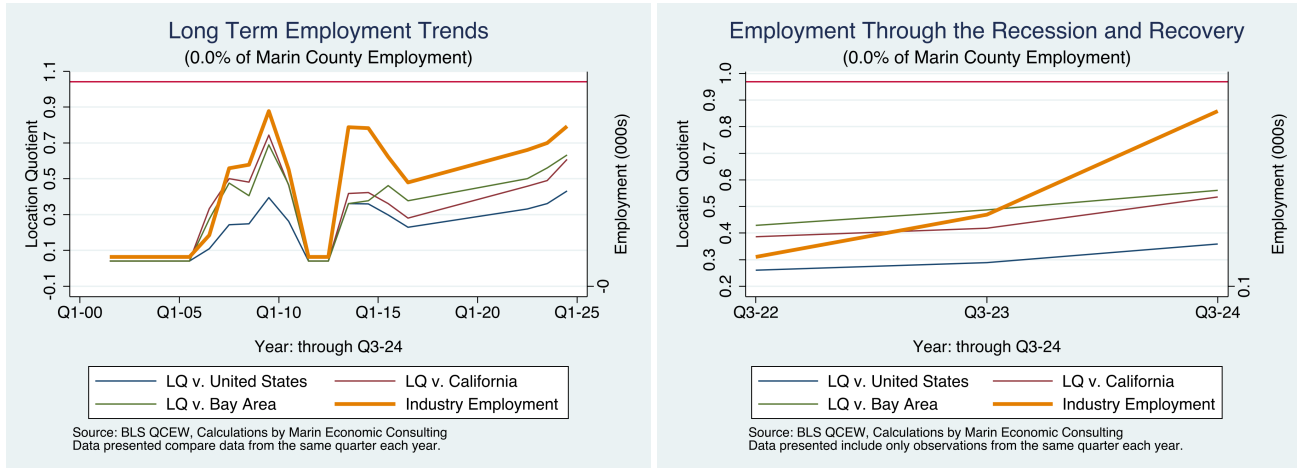 Long Term Employment Trends
(0.0% of Marin County Employment)
Location Quotient
1.1
0.9
0.7
0.5
0.3
0.1
-0.1
Employment (000s)
-0
Q1-00 Q1-05 Q1-10 Q1-15 Q1-20 Q1-25
Year: through Q3-24
LQ v. United States LQ v. California
LQ v. Bay Area Industry Employment
Source: BLS QCEW, Calculations by Marin Economic Consulting
Data presented compare data from the same quarter each year.
Employment Through the Recession and Recovery
(0.0% of Marin County Employment)
Location Quotient
1.0
0.9
0.8
0.7
0.6
0.5
0.4
0.3
0.2
Employment (000s)
0.1
Q3-22 Q3-23 Q3-24
Year: through Q3-24
LQ v. United States LQ v. California
LQ v. Bay Area Industry Employment
Source: BLS QCEW, Calculations by Marin Economic Consulting
Data presented include only observations from the same quarter each year.